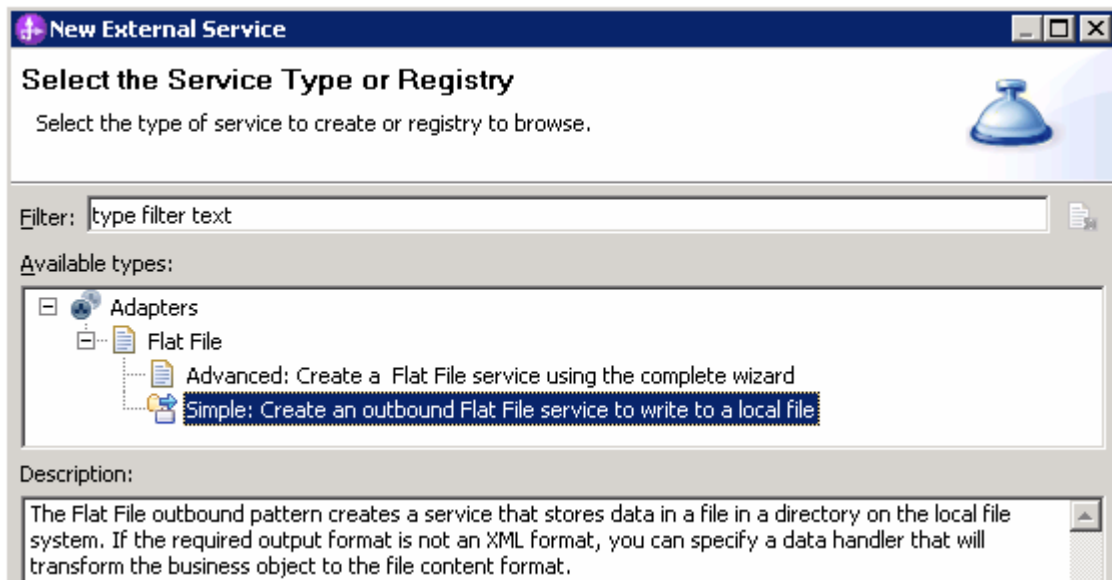 New External Service
Select the Service Type or Registry
Select the type of service to create or registry to browse.
Filter: type filter text
Available types:
Adapters
Flat File
Advanced: Create a Flat File service using the complete wizard
Simple: Create an outbound Flat File service to write to a local file
Description:
The Flat File outbound pattern creates a service that stores data in a file in a directory on the local file
system. If the required output format is not an XML format, you can specify a data handler that will
transform the business object to the file content format.